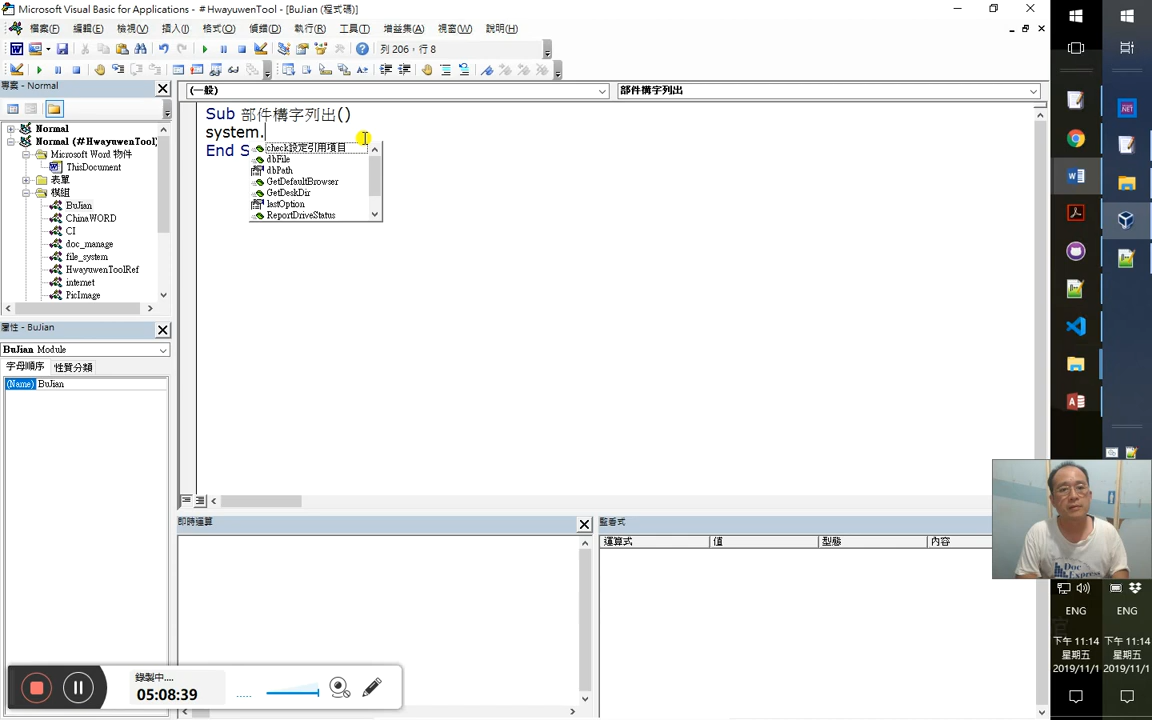 Microsoft Visual Basic for Applications - #HwayuwenTool - [BuJian (程式碼)]
檔案(F) 編輯(E) 檢視(V) 插入(I) 格式(O) 偵錯(D) 執行(R) 工具(T) 增益集(A) 視窗(W) 說明(H)
列 206，行 8
專案 - Normal
(一般)
部件構字列出
Normal
Normal (#HwayuwenTool)
Microsoft Word 物件
ThisDocument
表單
模組
BuJian
ChinaWORD
CI
doc_manage
file_system
HwayuwenToolRef
internet
PicImage
Sub 部件構字列出()
system.
End S
check設定引用項目
dbFile
dbPath
GetDefaultBrowser
GetDeskDir
lastOption
ReportDriveStatus
屬性 - BuJian
BuJian Module
字母順序 性質分類
(Name) BuJian
即時運算
監看式
運算式 值 型態 內容
錄製中....
05:08:39
Doc
Express
ENG ENG
下午 11:14 下午 11:14
星期五 星期五
2019/11/1 2019/11/1